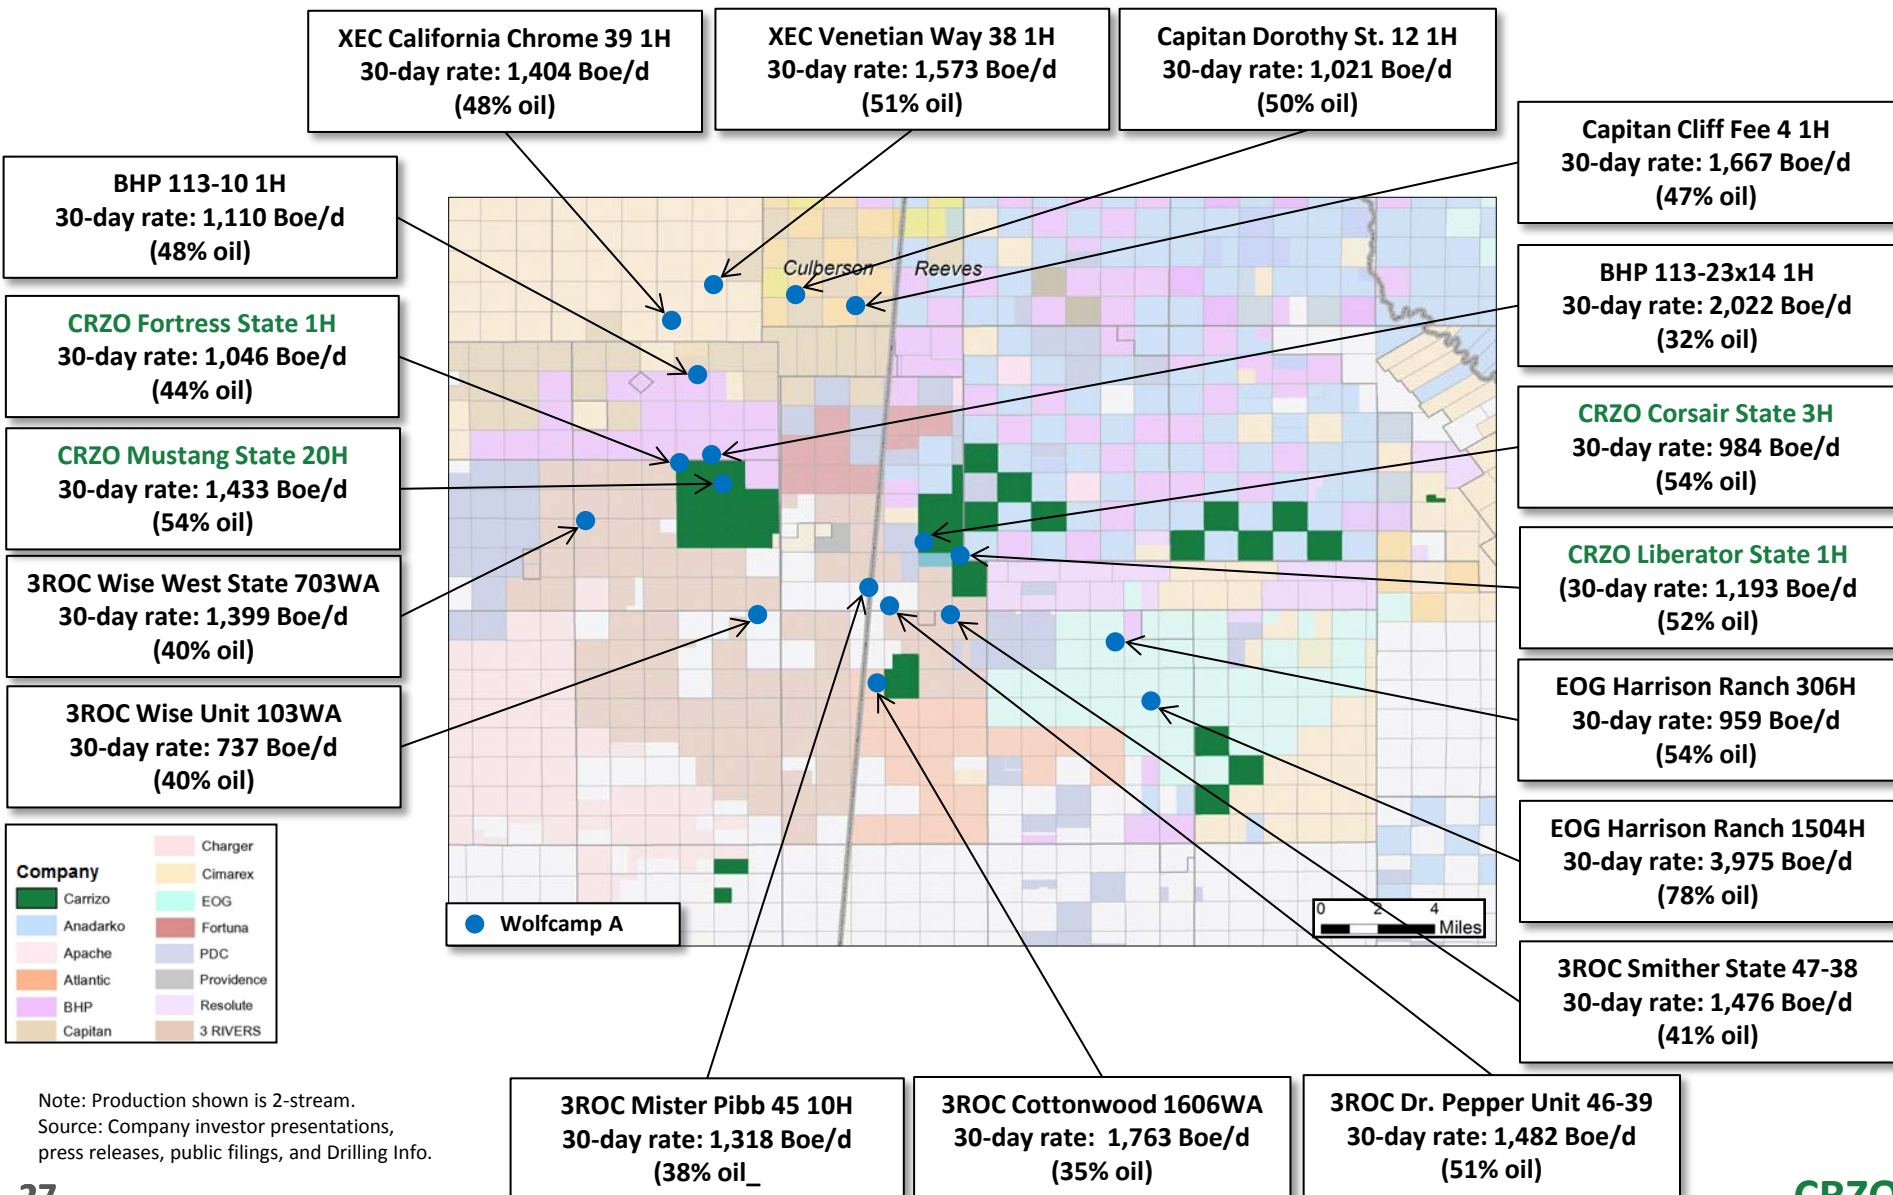 XEC California Chrome 39 1H
30-day rate: 1,404 Boe/d
(48% oil)
XEC Venetian Way 38 1H
30-day rate: 1,573 Boe/d
(51% oil)
Capitan Dorothy St. 12 1H
30-day rate: 1,021 Boe/d
(50% oil)
Capitan Cliff Fee 4 1H
30-day rate: 1,667 Boe/d
(47% oil)
BHP 113-10 1H
30-day rate: 1,110 Boe/d
(48% oil)
BHP 113-23x14 1H
30-day rate: 2,022 Boe/d
(32% oil)
CRZO Fortress State 1H
30-day rate: 1,046 Boe/d
(44% oil)
CRZO Corsair State 3H
30-day rate: 984 Boe/d
(54% oil)
CRZO Mustang State 20H
30-day rate: 1,433 Boe/d
(54% oil)
CRZO Liberator State 1H
(30-day rate: 1,193 Boe/d
(52% oil)
3ROC Wise West State 703WA
30-day rate: 1,399 Boe/d
(40% oil)
EOG Harrison Ranch 306H
30-day rate: 959 Boe/d
(54% oil)
3ROC Wise Unit 103WA
30-day rate: 737 Boe/d
(40% oil)
EOG Harrison Ranch 1504H
30-day rate: 3,975 Boe/d
(78% oil)
3ROC Smither State 47-38
30-day rate: 1,476 Boe/d
(41% oil)
Culberson
Reeves
Company
Carrizo
Anadarko
Apache
Atlantic
BHP
Capitan
Charger
Cimarex
EOG
Fortuna
PDC
Providence
Resolute
3 RIVERS
Wolfcamp A
0 2 4
Miles
3ROC Mister Pibb 45 10H
30-day rate: 1,318 Boe/d
(38% oil_
3ROC Cottonwood 1606WA
30-day rate: 1,763 Boe/d
(35% oil)
3ROC Dr. Pepper Unit 46-39
30-day rate: 1,482 Boe/d
(51% oil)
Note: Production shown is 2-stream.
Source: Company investor presentations,
press releases, public filings, and Drilling Info.
27
CRZO